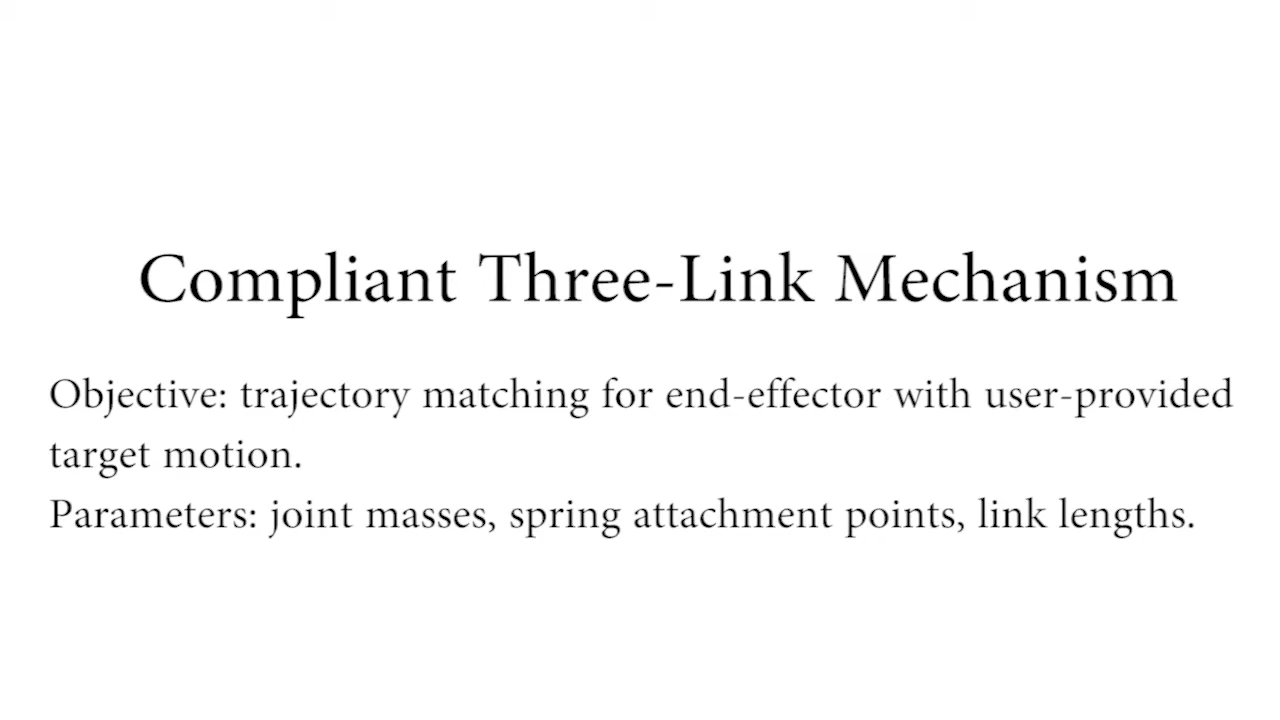 Compliant Three-Link Mechanism
Objective: trajectory matching for end-effector with user-provided
target motion.
Parameters: joint masses, spring attachment points, link lengths.